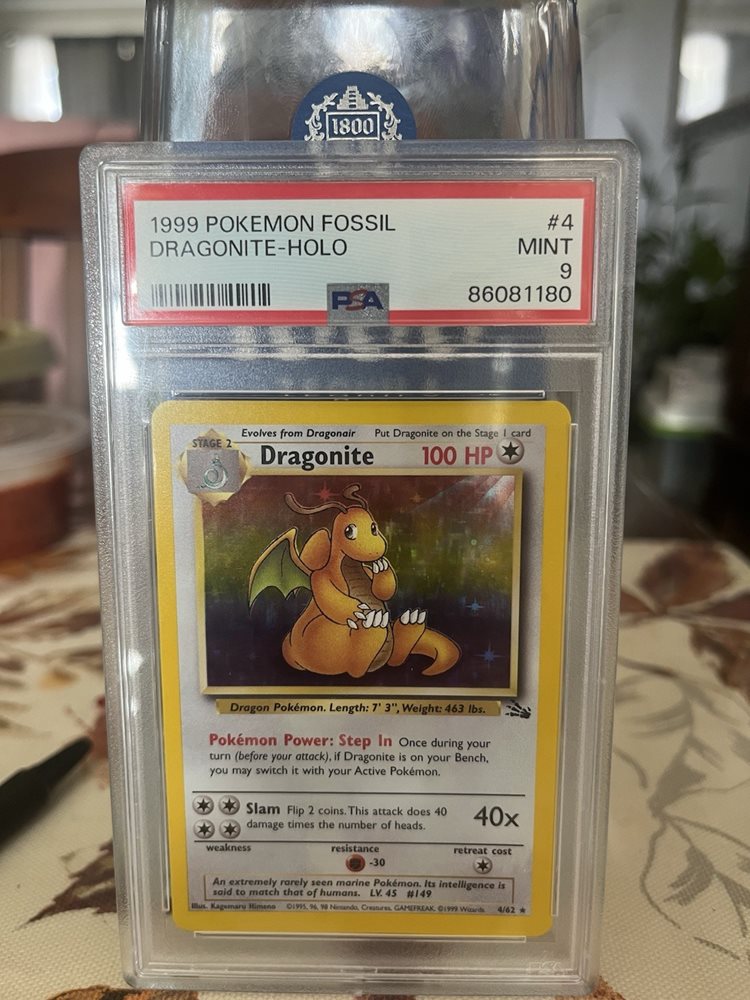 1800
1999 POKEMON FOSSIL #4
DRAGONITE-HOLO MINT
9
PSA 86081180
Evolves from Dragonair Put Dragonite on the Stage 1 card
STAGE 2
Dragonite 100 HP
Dragon Pokémon. Length: 7' 3", Weight: 463 lbs.
Pokémon Power: Step In Once during your
turn (before your attack), if Dragonite is on your Bench,
you may switch it with your Active Pokémon.
Slam Flip 2 coins. This attack does 40
damage times the number of heads.
40x
weakness resistance retreat cost
-30
An extremely rarely seen marine Pokémon. Its intelligence is
said to match that of humans. LV. 45 #149
Illus. Kagemaru Himeno ©1995, 96, 98 Nintendo, Creatures, GAMEFREAK. ©1999 Wizards. 4/62 ★